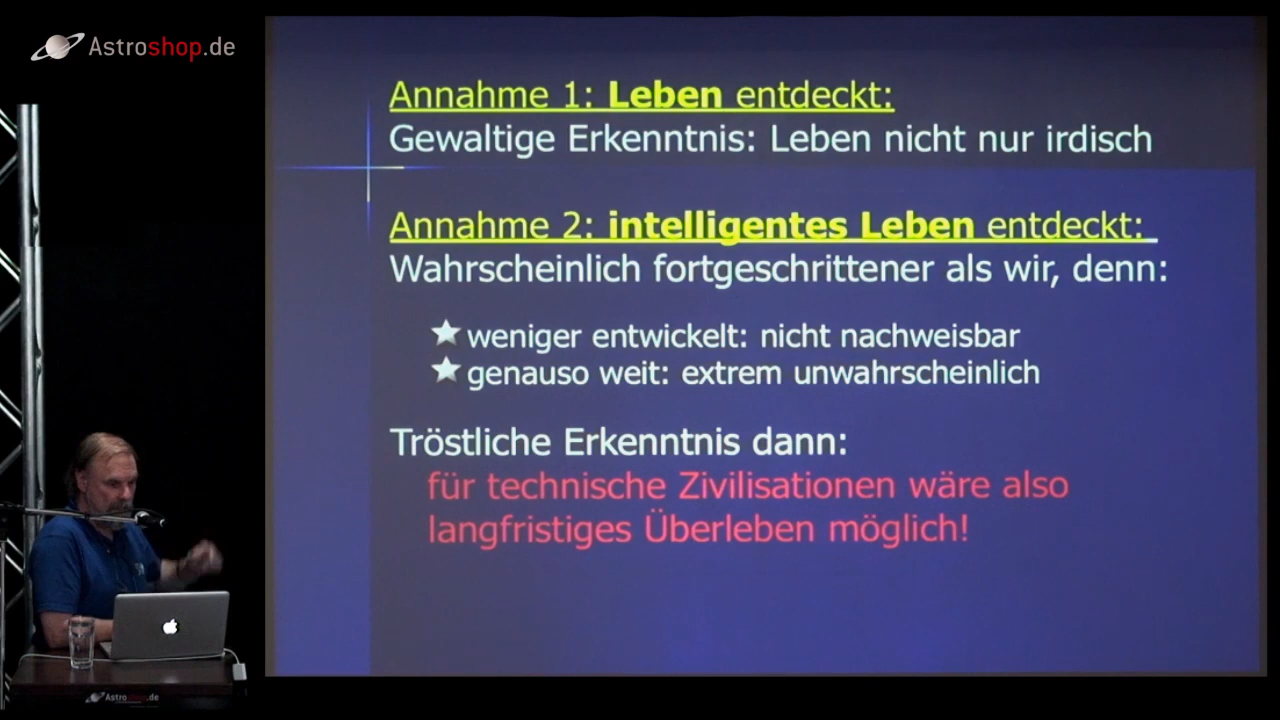 Astroshop.de
Annahme 1: Leben entdeckt:
Gewaltige Erkenntnis: Leben nicht nur irdisch
Annahme 2: intelligentes Leben entdeckt:
Wahrscheinlich fortgeschrittener als wir, denn:
weniger entwickelt: nicht nachweisbar
genauso weit: extrem unwahrscheinlich
Tröstliche Erkenntnis dann:
für technische Zivilisationen wäre also
langfristiges Überleben möglich!
Astroshop.de